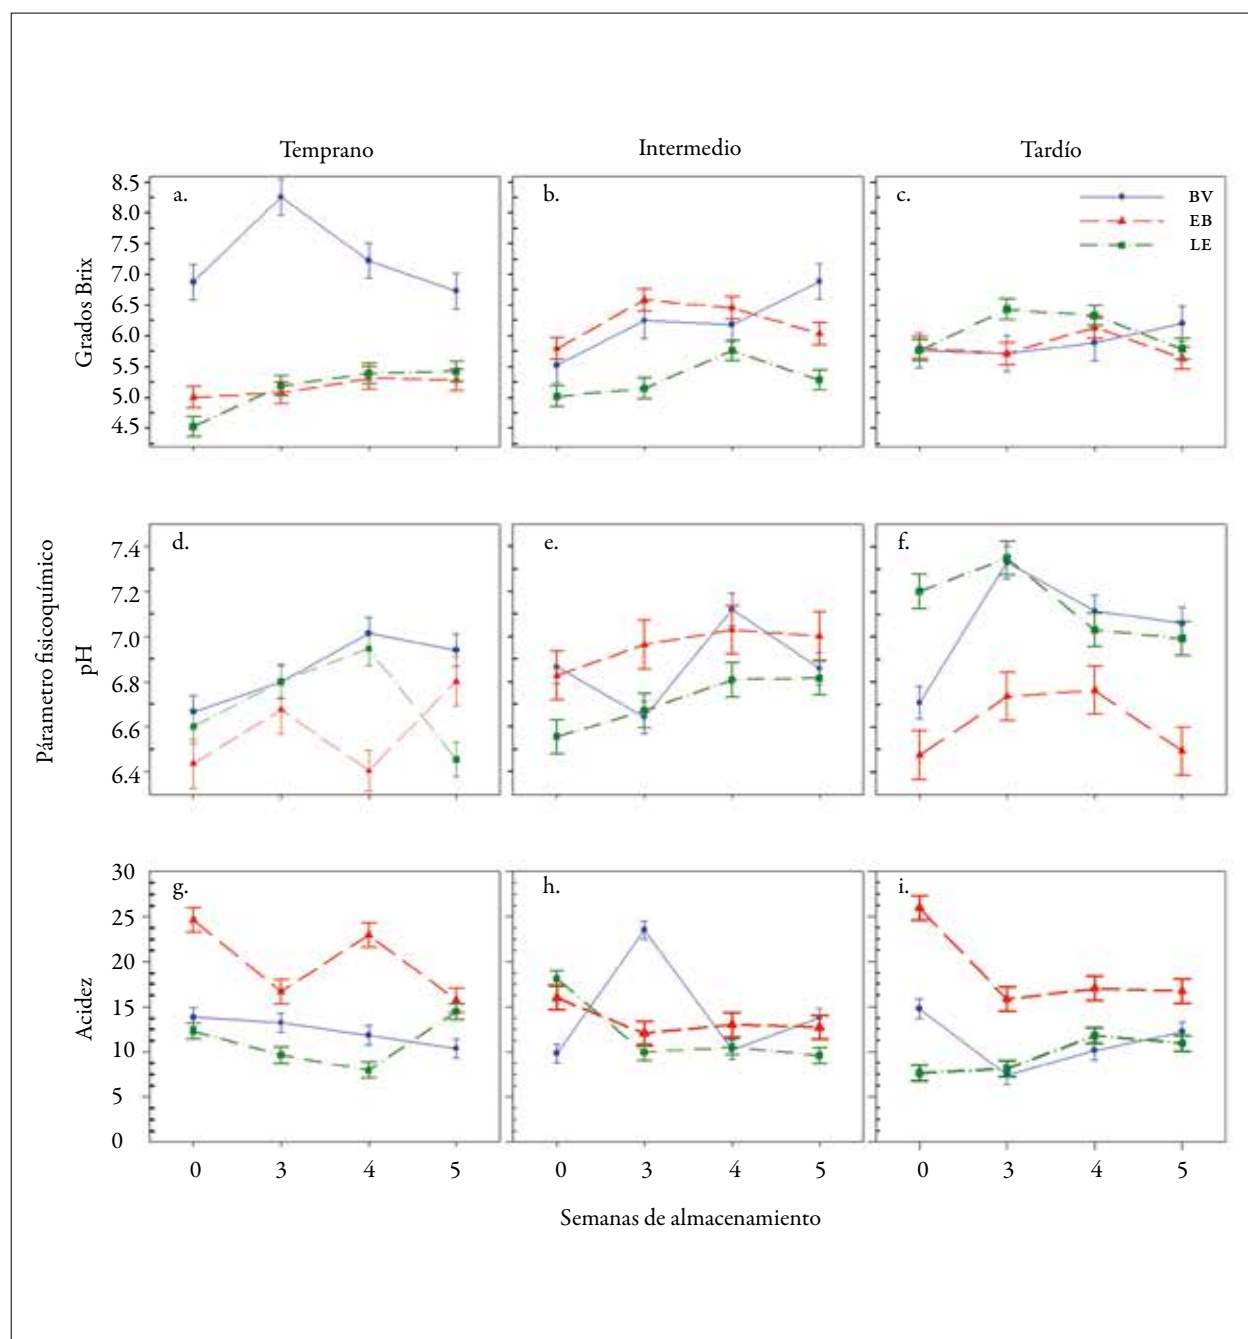 Temprano
Intermedio
Tardío
8.5
8.0
7.5
7.0
6.5
6.0
5.5
5.0
4.5
Grados Brix
a.
b.
c.
BV
EB
LE
Párametro fisicoquímico
pH
7.4
7.2
7.0
6.8
6.6
6.4
d.
e.
f.
Acidez
30
25
20
15
10
5
0
g.
h.
i.
0 3 4 5
0 3 4 5
0 3 4 5
Semanas de almacenamiento